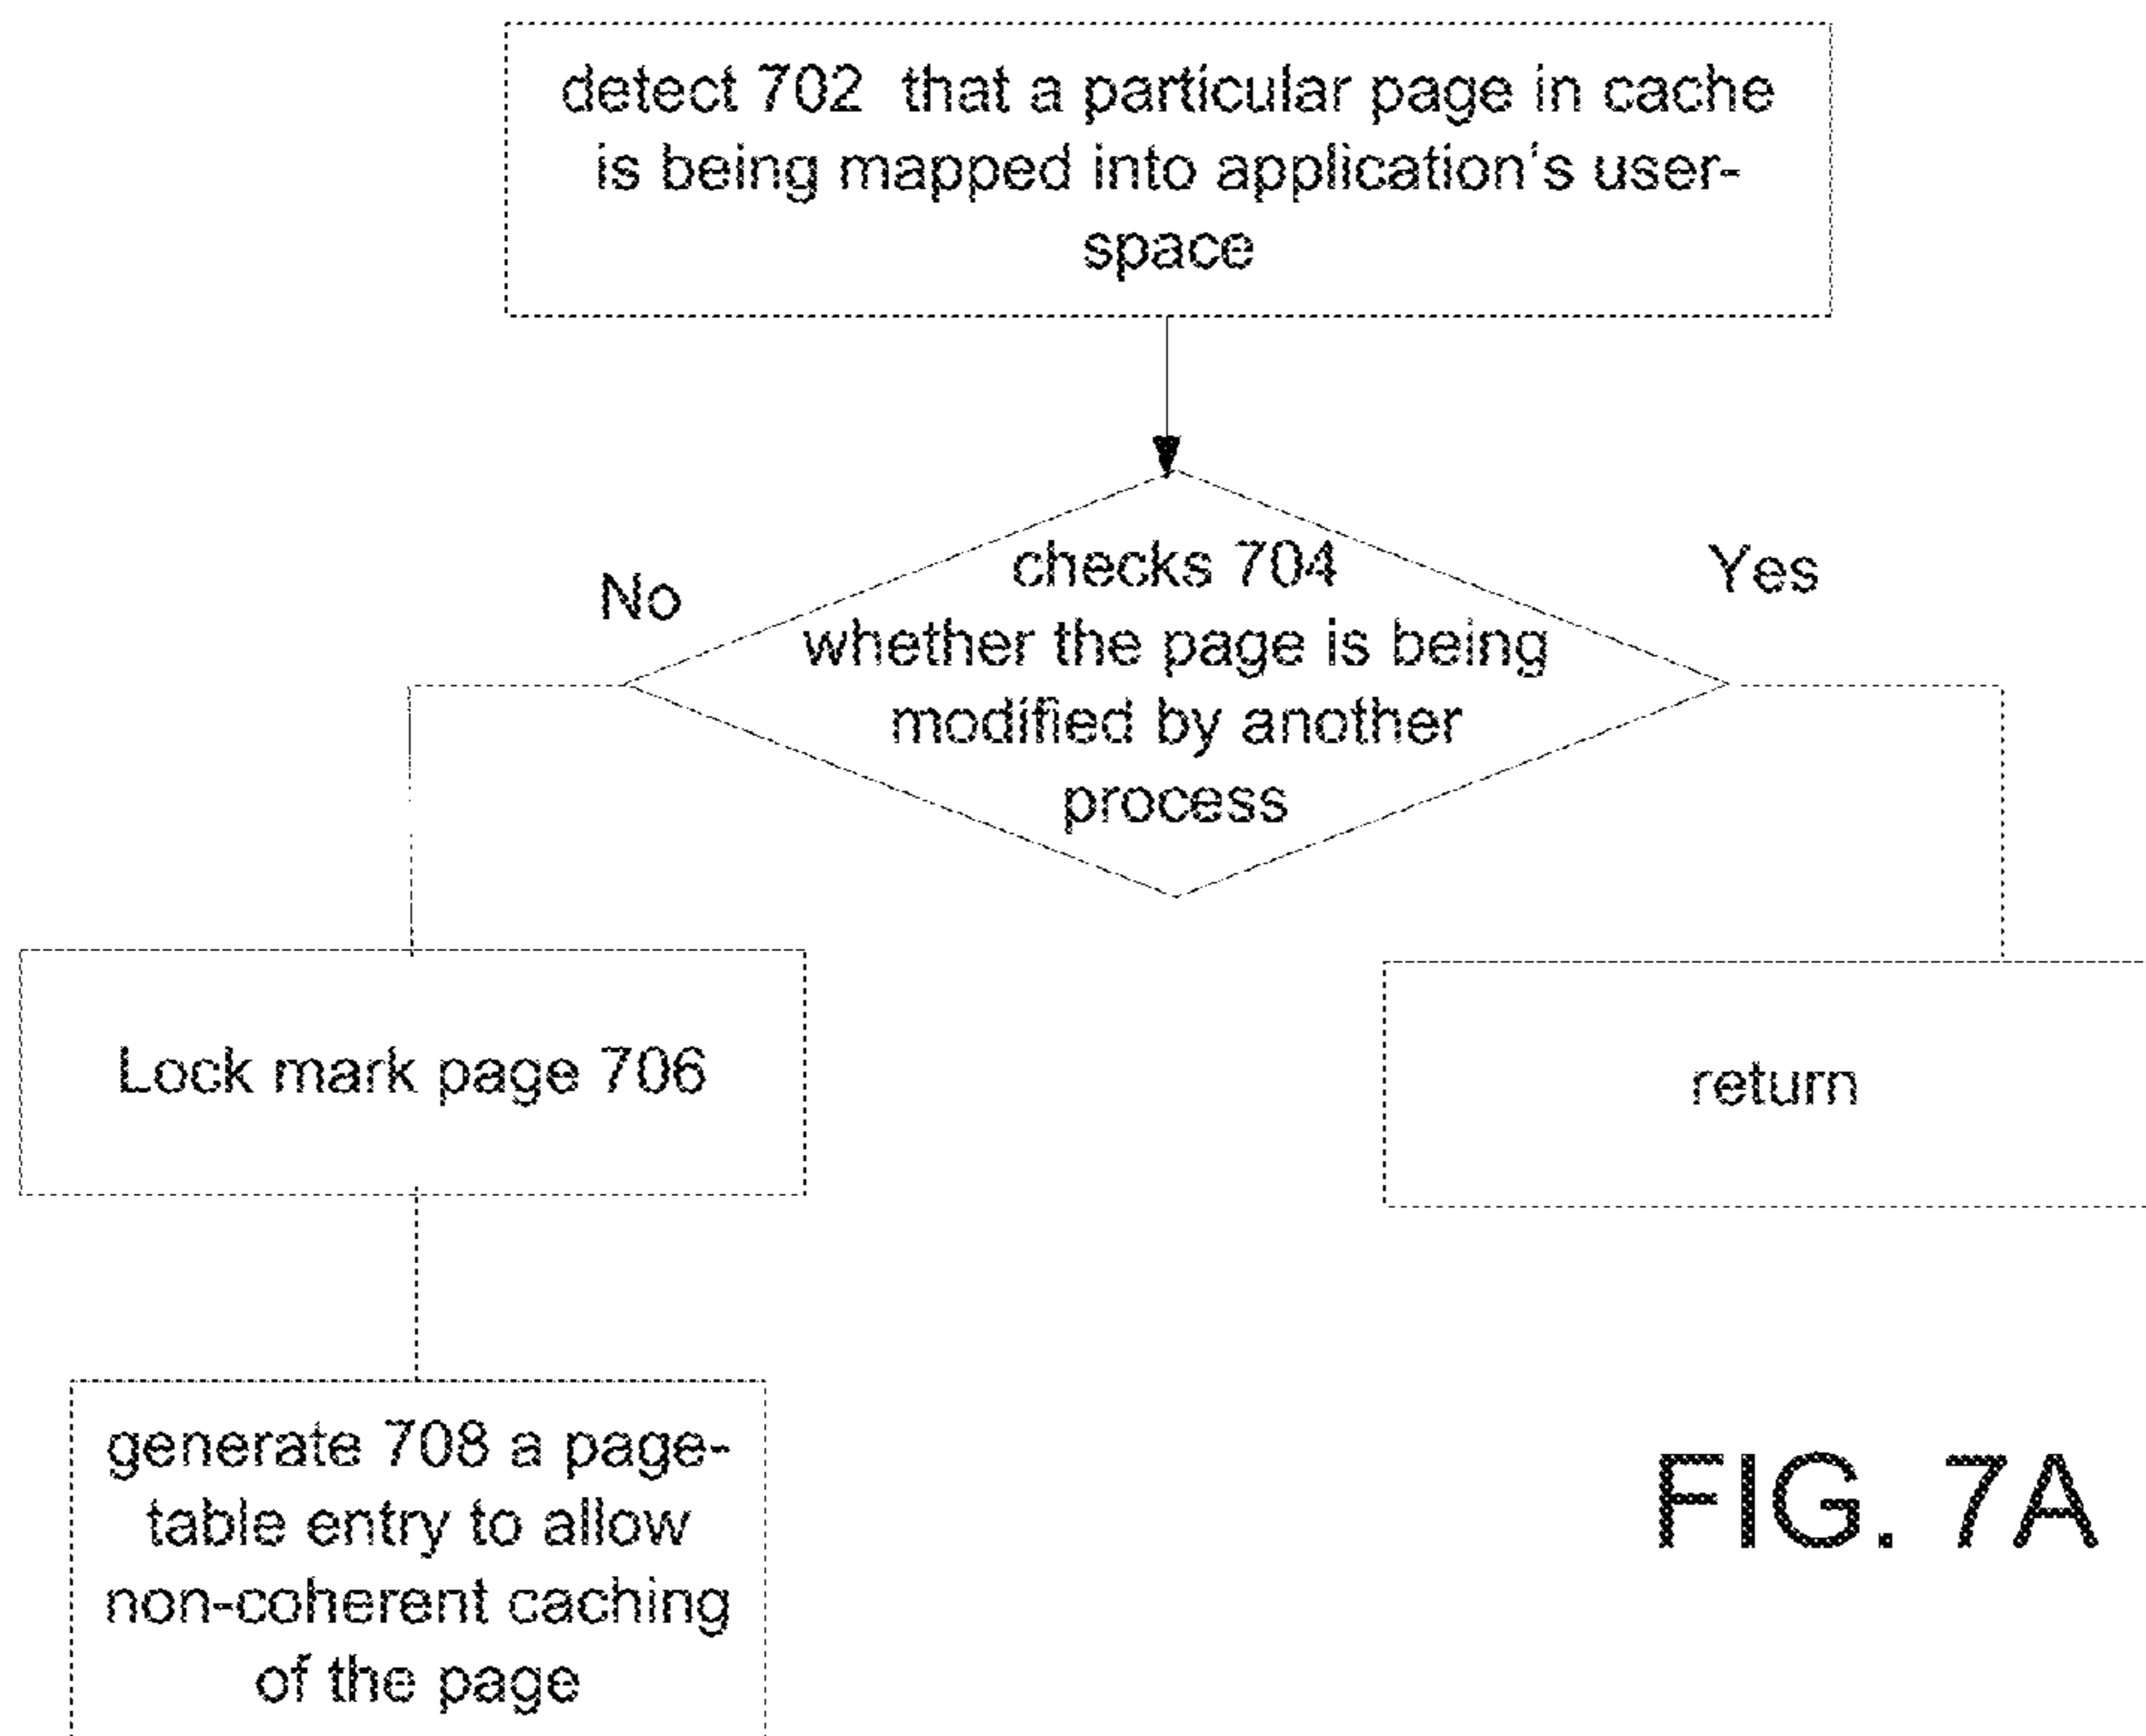 detect 702 that a particular page in cache
is being mapped into application's user-
space
checks 704
whether the page is being
modified by another
process
No
Yes
Lock mark page 706
return
generate 708 a page-
table entry to allow
non-coherent caching
of the page
FIG. 7A